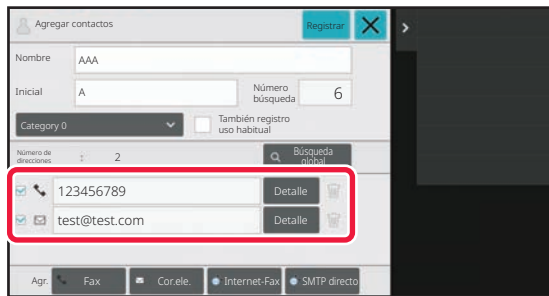 Agregar contactos
Registrar
Nombre
AAA
Inicial
A
Número
búsqueda
6
Category 0
También registro
uso habitual
Número de
direcciones
:
2
Búsqueda
global
123456789
Detalle
test@test.com
Detalle
Agr.
Fax
Cor.ele.
Internet-Fax
SMTP directo